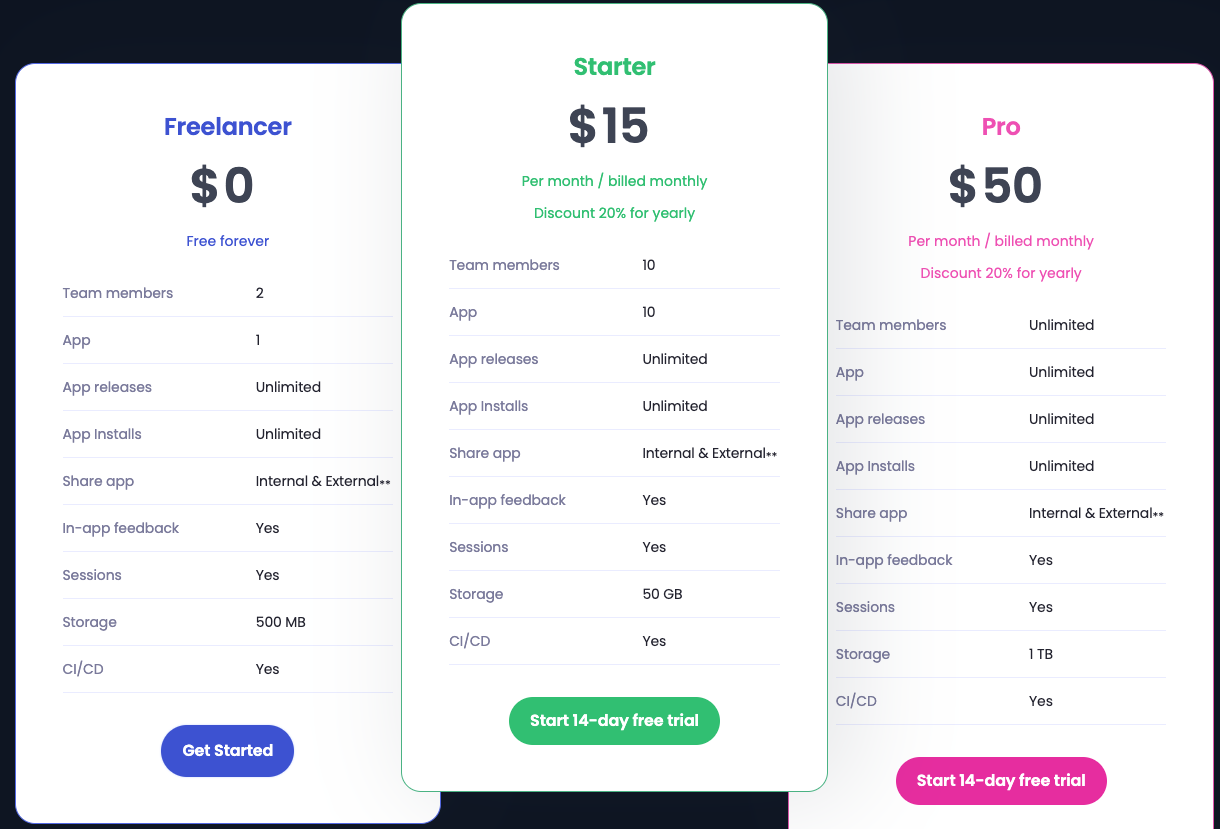 Freelancer
$ 0
Free forever
Team members 2
App 1
App releases Unlimited
App Installs Unlimited
Share app Internal & External**
In-app feedback Yes
Sessions Yes
Storage 500 MB
CI/CD Yes
Get Started
Starter
$ 15
Per month / billed monthly
Discount 20% for yearly
Team members 10
App 10
App releases Unlimited
App Installs Unlimited
Share app Internal & External**
In-app feedback Yes
Sessions Yes
Storage 50 GB
CI/CD Yes
Start 14-day free trial
Pro
$ 50
Per month / billed monthly
Discount 20% for yearly
Team members Unlimited
App Unlimited
App releases Unlimited
App Installs Unlimited
Share app Internal & External**
In-app feedback Yes
Sessions Yes
Storage 1 TB
CI/CD Yes
Start 14-day free trial